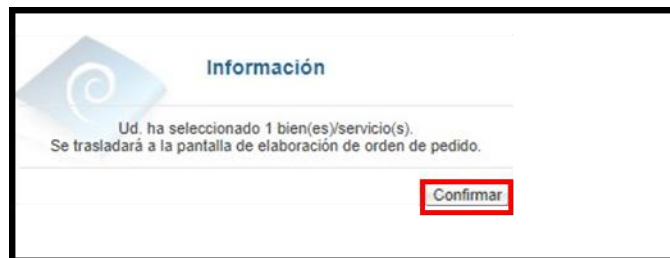 Información
Ud. ha seleccionado 1 bien(es)/servicio(s).
Se trasladará a la pantalla de elaboración de orden de pedido.
Confirmar